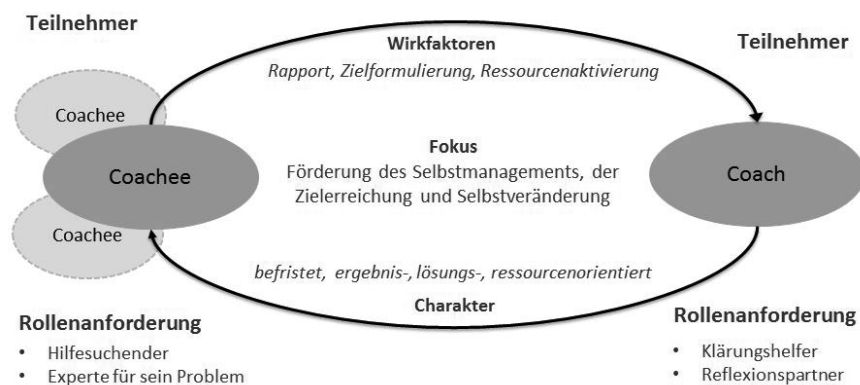 Teilnehmer
Coachee
Coachee
Coachee
Wirkfaktoren
Rapport, Zielformulierung, Ressourcenaktivierung
Fokus
Förderung des Selbstmanagements, der
Zielerreichung und Selbstveränderung
befristet, ergebnis-, lösungs-, ressourcenorientiert
Charakter
Teilnehmer
Coach
Rollenanforderung
• Hilfesuchender
• Experte für sein Problem
Rollenanforderung
• Klärungshelfer
• Reflexionspartner